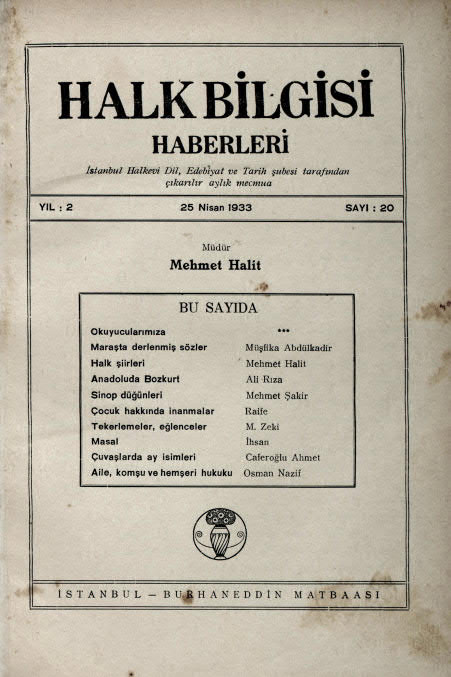 HALK BİLGİSİ
HABERLERİ
İstanbul Halkevi Dil, Edebiyat ve Tarih şubesi tarafından
çıkarılır aylık mecmua
YIL : 2 25 Nisan 1933 SAYI : 20
Müdür
Mehmet Halit
BU SAYIDA
Okuyucularımıza ***
Maraşta derlenmiş sözler Müşfika Abdülkadir
Halk şiirleri Mehmet Halit
Anadoluda Bozkurt Ali Rıza
Sinop düğünleri Mehmet Şakir
Çocuk hakkında inanmalar Raife
Tekerlemeler, eğlenceler M. Zeki
Masal İhsan
Çuvaşlarda ay isimleri Caferoğlu Ahmet
Aile, komşu ve hemşeri hukuku Osman Nazif
İSTANBUL — BURHANEDDİN MATBAASI